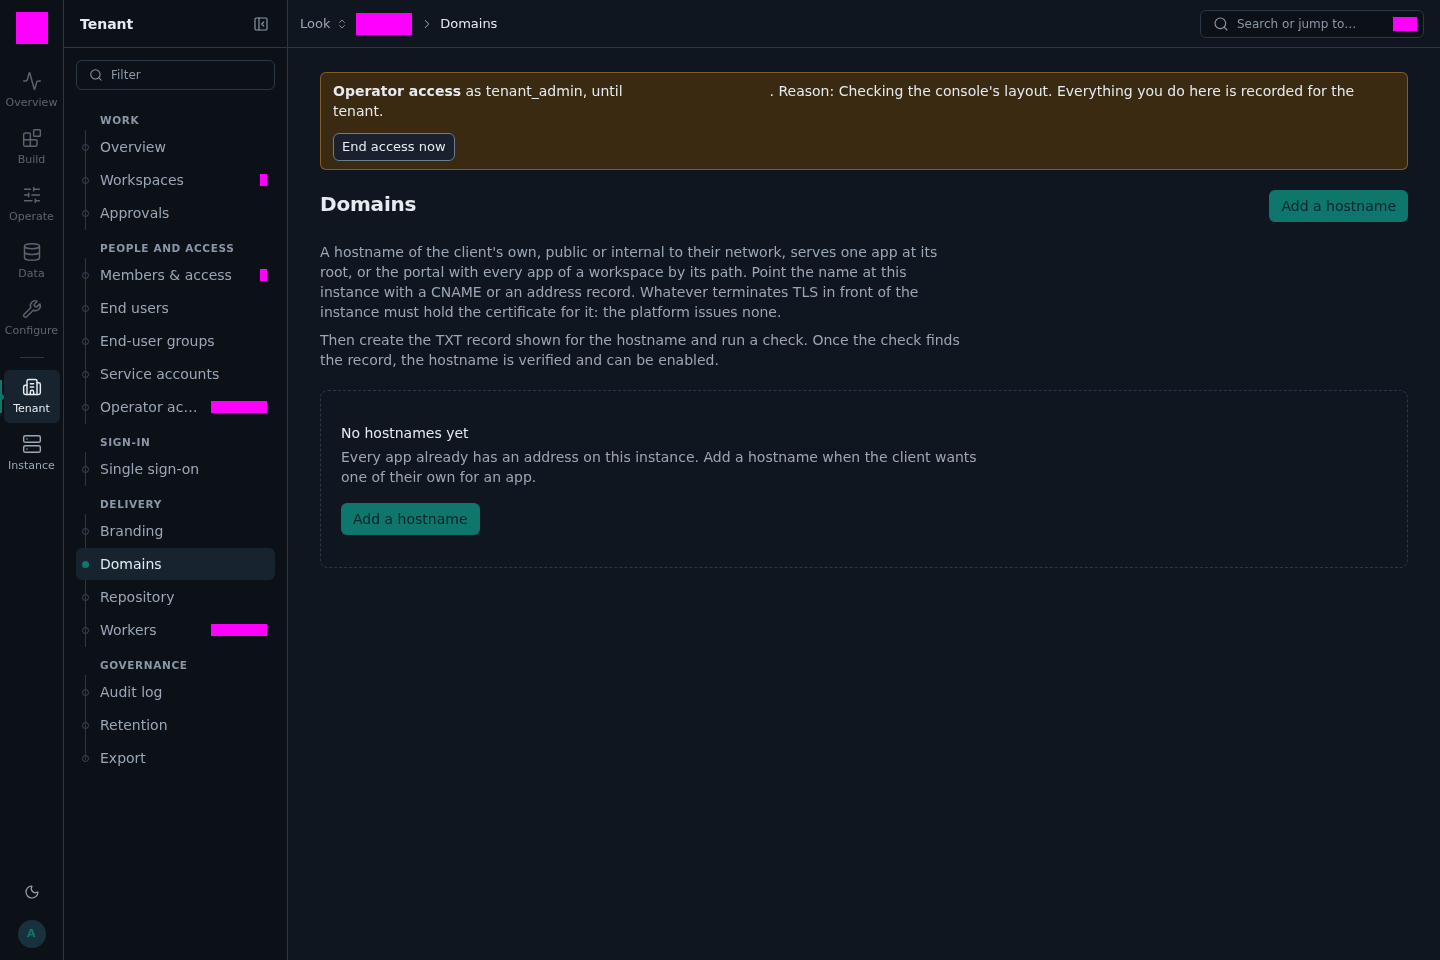 Tenant
Look
Domains
Search or jump to...
Overview
Build
Operate
Data
Configure
Tenant
Instance
A
Filter
WORK
Overview
Workspaces
Approvals
PEOPLE AND ACCESS
Members & access
End users
End-user groups
Service accounts
Operator ac...
SIGN-IN
Single sign-on
DELIVERY
Branding
Domains
Repository
Workers
GOVERNANCE
Audit log
Retention
Export
Operator access as tenant_admin, until . Reason: Checking the console's layout. Everything you do here is recorded for the
tenant.
End access now
Domains
Add a hostname
A hostname of the client's own, public or internal to their network, serves one app at its
root, or the portal with every app of a workspace by its path. Point the name at this
instance with a CNAME or an address record. Whatever terminates TLS in front of the
instance must hold the certificate for it: the platform issues none.
Then create the TXT record shown for the hostname and run a check. Once the check finds
the record, the hostname is verified and can be enabled.
No hostnames yet
Every app already has an address on this instance. Add a hostname when the client wants
one of their own for an app.
Add a hostname